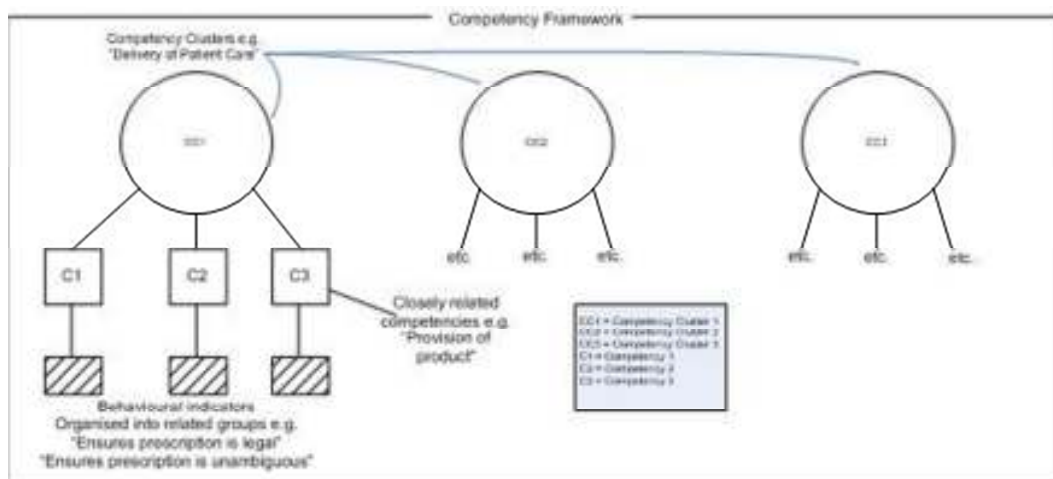 Competency Framework
Competency Clusters e.g.
"Delivery of Patient Care"
CC1
CC2
CC3
C1
C2
C3
etc.
etc.
etc.
etc.
etc.
etc.
Closely related
competencies e.g.
"Provision of
product"
CC1 = Competency Cluster 1
CC2 = Competency Cluster 2
CC3 = Competency Cluster 3
C1 = Competency 1
C2 = Competency 2
C3 = Competency 3
Behavioural indicators
Organised into related groups e.g.
"Ensures prescription is legal"
"Ensures prescription is unambiguous"